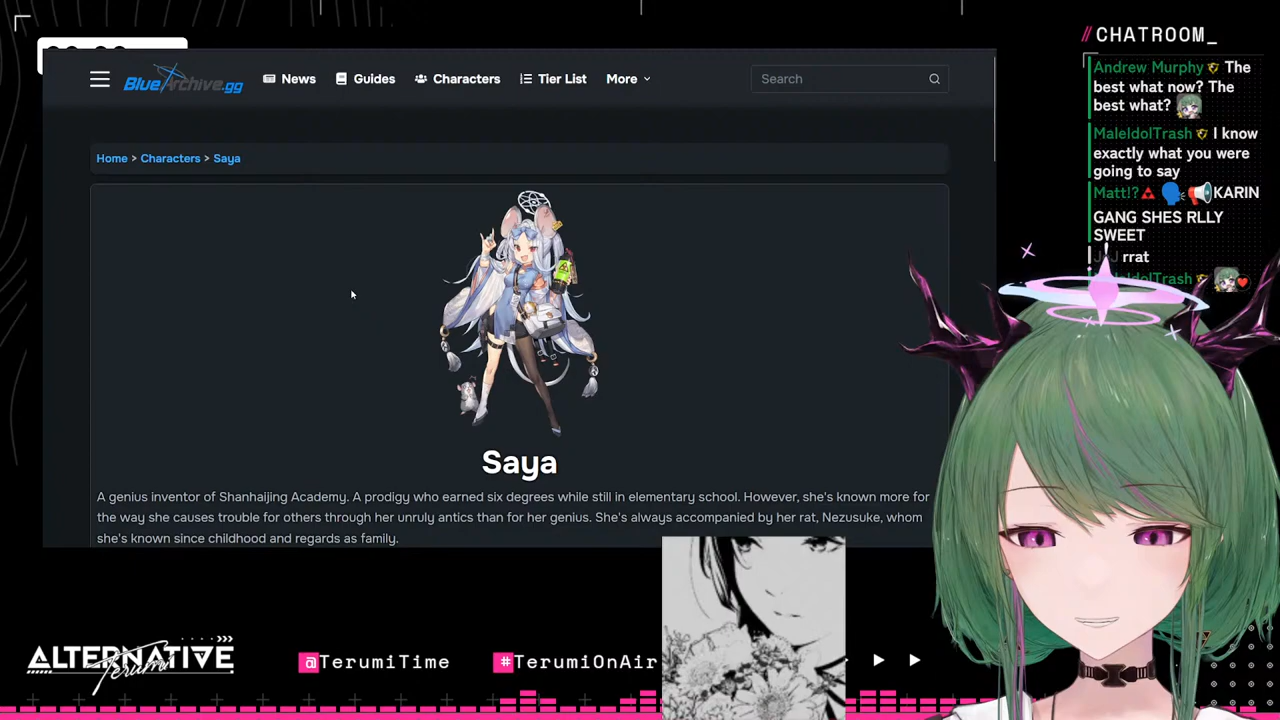 BlueArchive.gg
News
Guides
Characters
Tier List
More
Search
Home > Characters > Saya
Saya
A genius inventor of Shanhaijing Academy. A prodigy who earned six degrees while still in elementary school. However, she's known more for
the way she causes trouble for others through her unruly antics than for her genius. She's always accompanied by her rat, Nezusuke, whom
she's known since childhood and regards as family.
//CHATROOM_
Andrew Murphy The
best what now? The
best what?
MaleIdolTrash I know
exactly what you were
going to say
Matt!? KARIN
GANG SHES RLLY
SWEET
rrat
ALTERNATIVE
Terumi
@TerumiTime
#TerumiOnAir